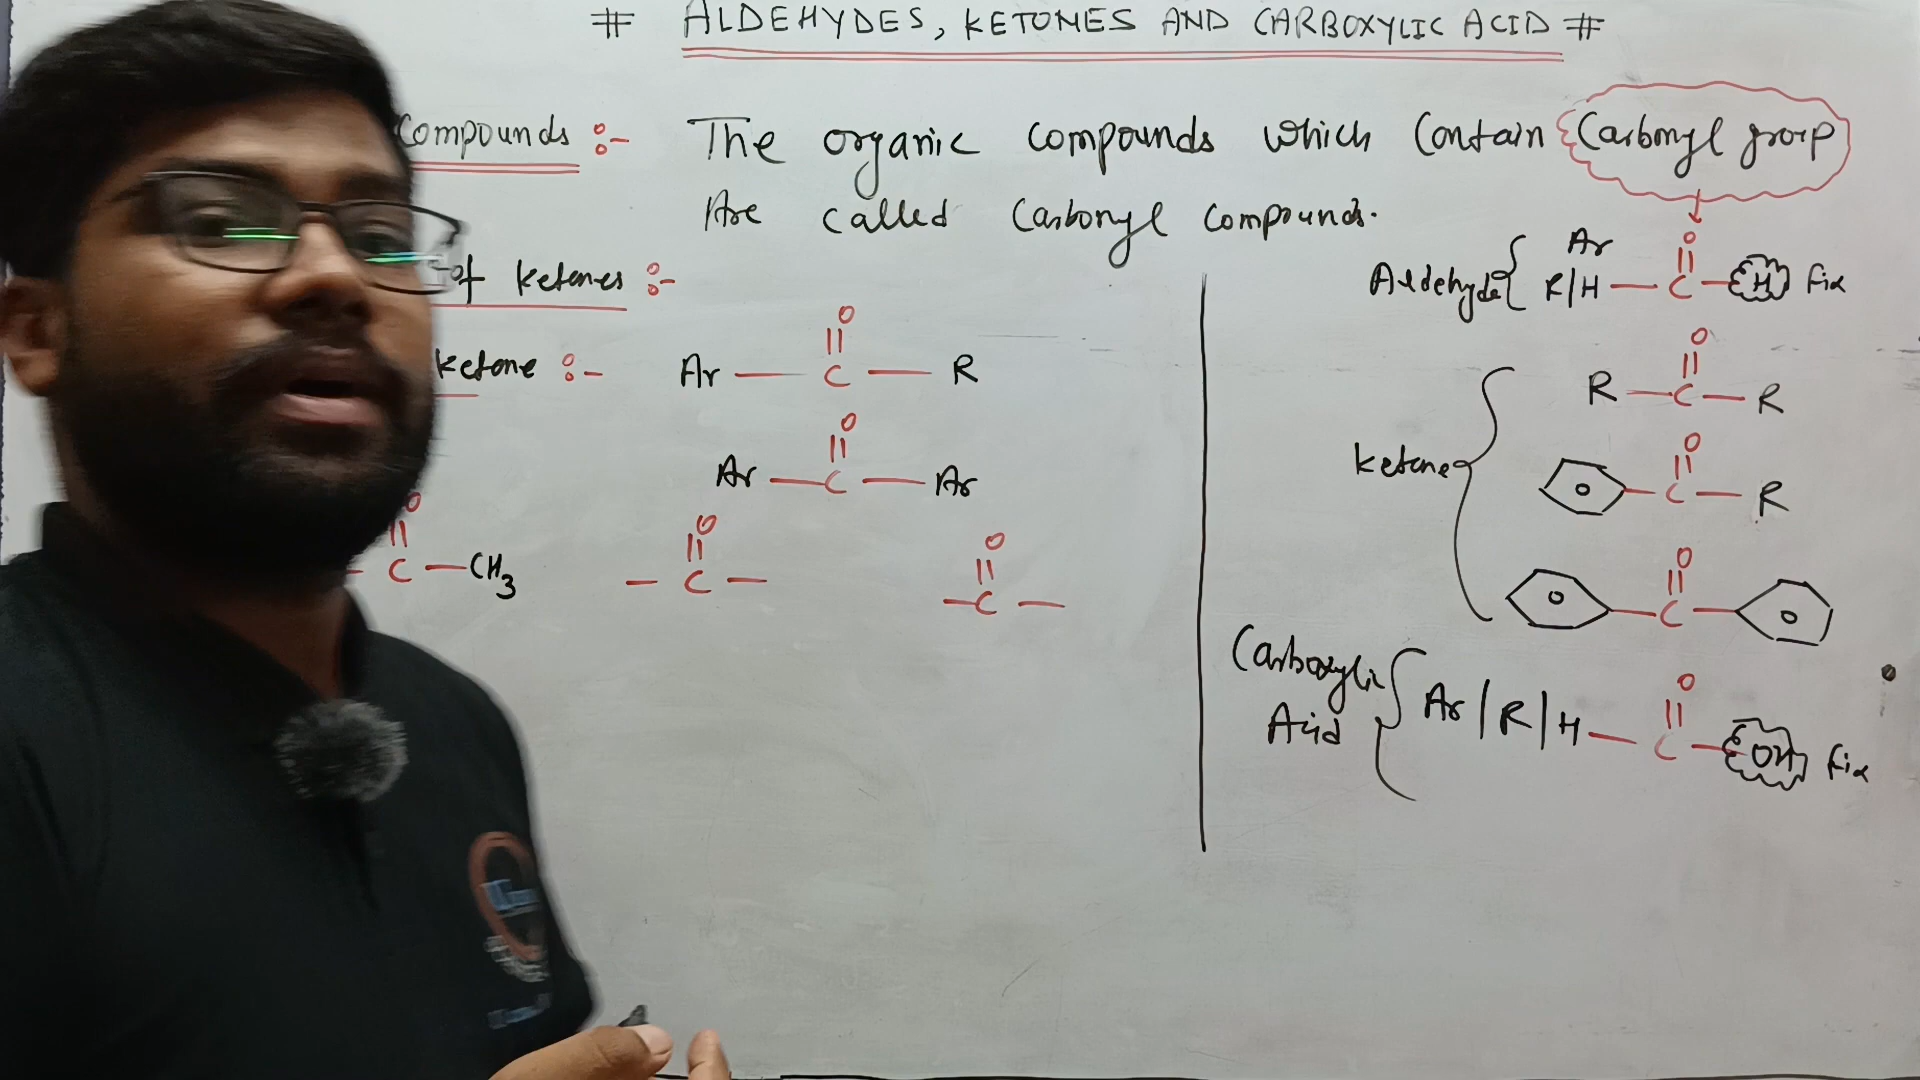 # ALDEHYDES, KETONES AND CARBOXYLIC ACID #
Compounds :- The organic compounds which contain Carbonyl group
Are called Carbonyl compounds.
of ketones :-
ketone :- Ar — C — R
O
Ar — C — Ar
O
— C — CH3
O
— C —
O
— C —
O
Aldehyde { Ar
R/H — C — H fix
O
Ketone {
R — C — R
O
C — R
O
C
O
Carboxylic
Acid { Ar / R / H — C — OH fix
O